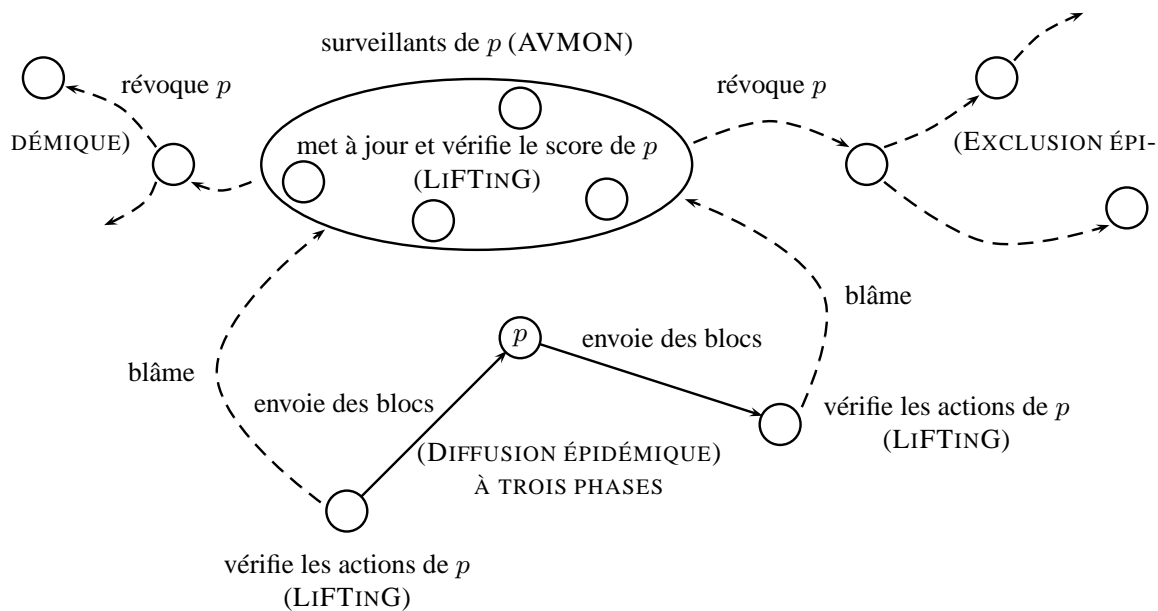 surveillants de p (AVMON)
révoque p
révoque p
DÉMIQUE)
met à jour et vérifie le score de p
(LIFTING)
(EXCLUSION ÉPI-
blâme
blâme
p
envoie des blocs
envoie des blocs
vérifie les actions de p
(LIFTING)
(DIFFUSION ÉPIDÉMIQUE)
À TROIS PHASES
vérifie les actions de p
(LIFTING)